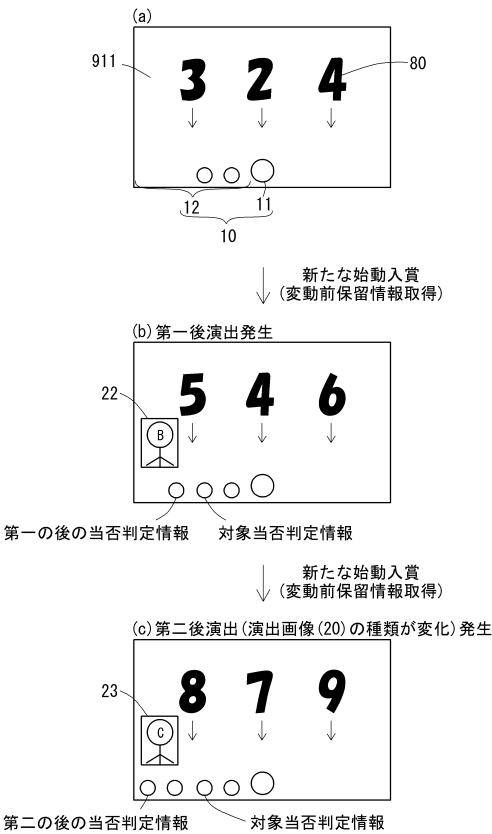 (a)
911
3 2 4
80
12
11
10
新たな始動入賞
(変動前保留情報取得)
(b)第一後演出発生
22
5 4 6
B
第一の後の当否判定情報
対象当否判定情報
新たな始動入賞
(変動前保留情報取得)
(c)第二後演出(演出画像(20)の種類が変化)発生
23
8 7 9
C
第二の後の当否判定情報
対象当否判定情報